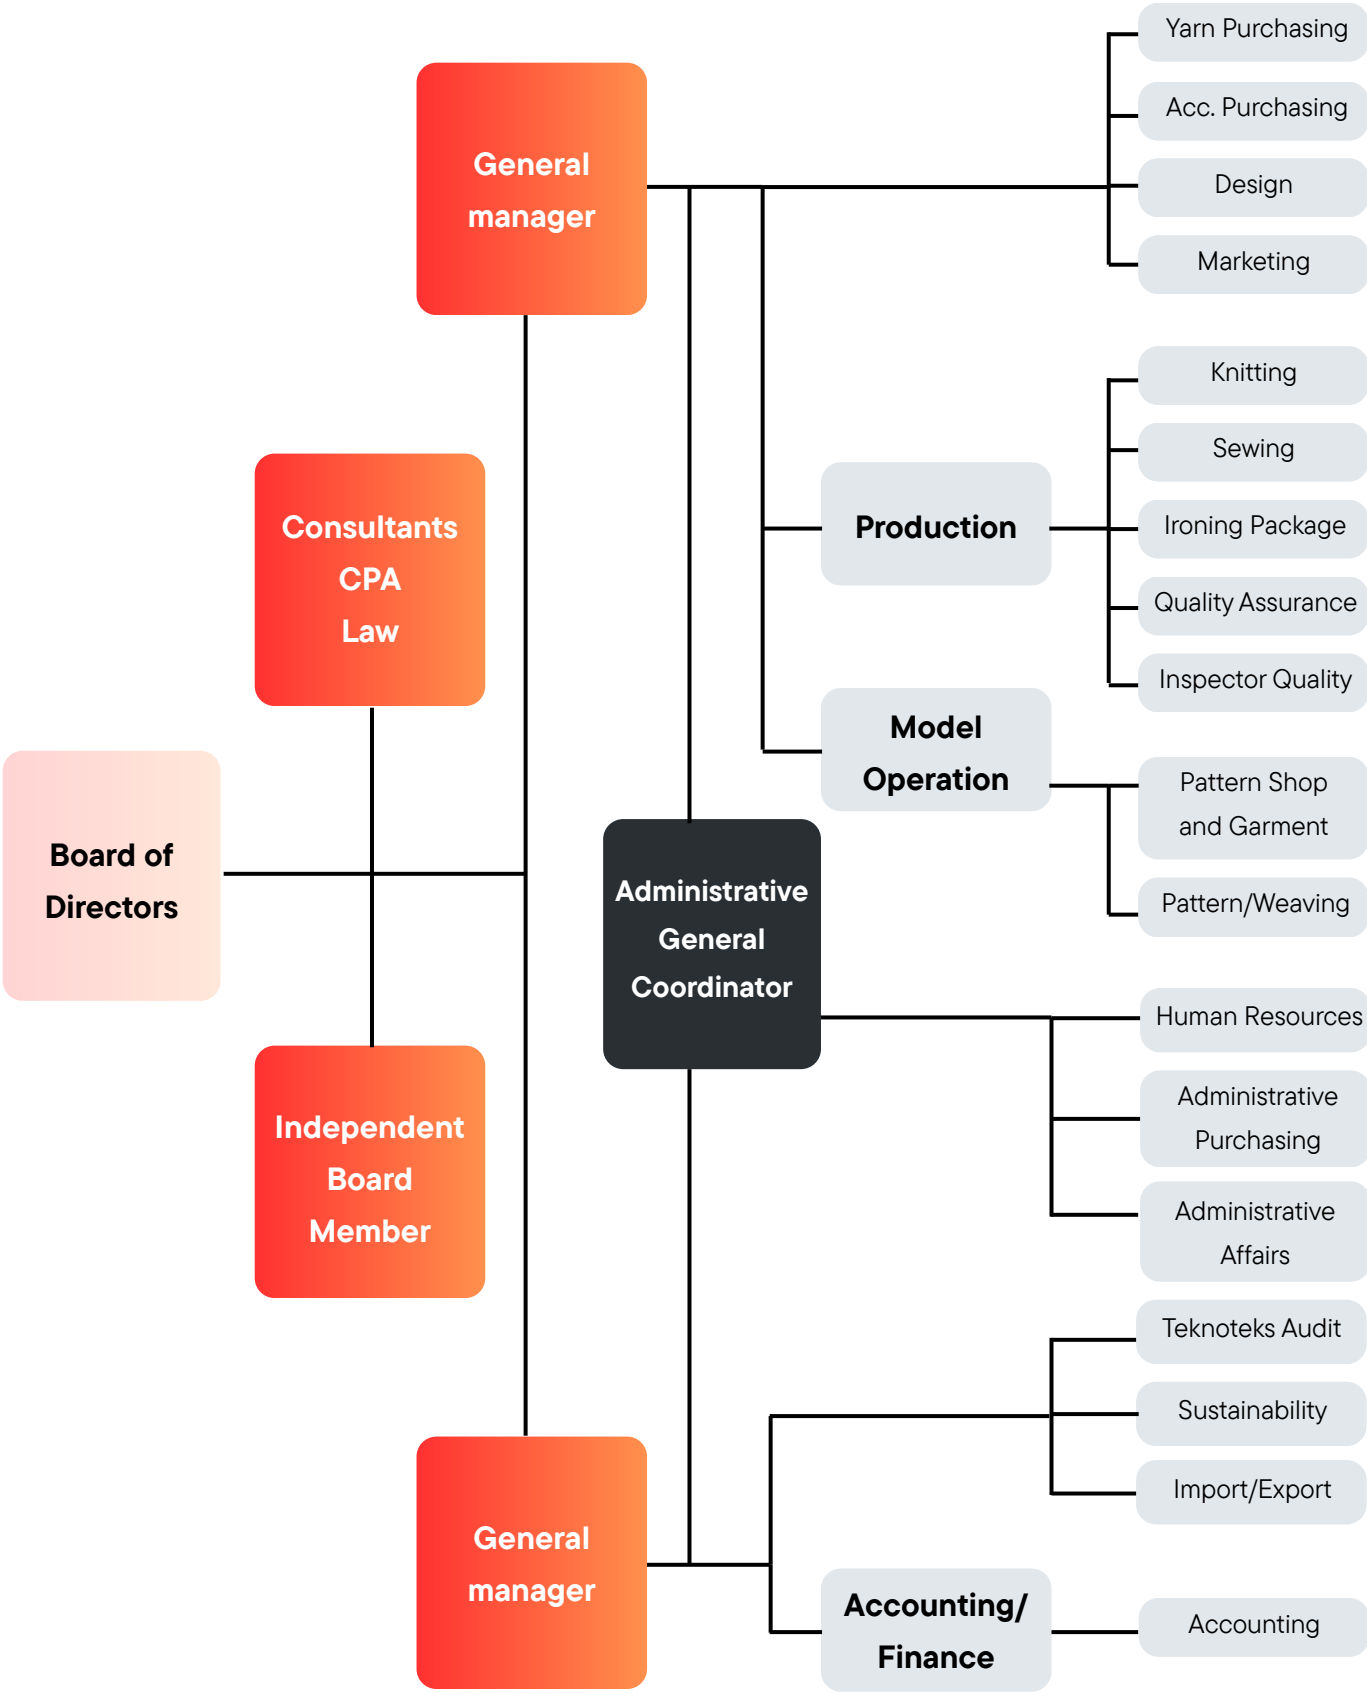 Yarn Purchasing
Acc. Purchasing
Design
Marketing
General
manager
Knitting
Sewing
Ironing Package
Quality Assurance
Inspector Quality
Production
Consultants
CPA
Law
Model
Operation
Pattern Shop
and Garment
Pattern/Weaving
Board of
Directors
Administrative
General
Coordinator
Human Resources
Administrative
Purchasing
Administrative
Affairs
Independent
Board
Member
Teknoteks Audit
Sustainability
Import/Export
General
manager
Accounting/
Finance
Accounting